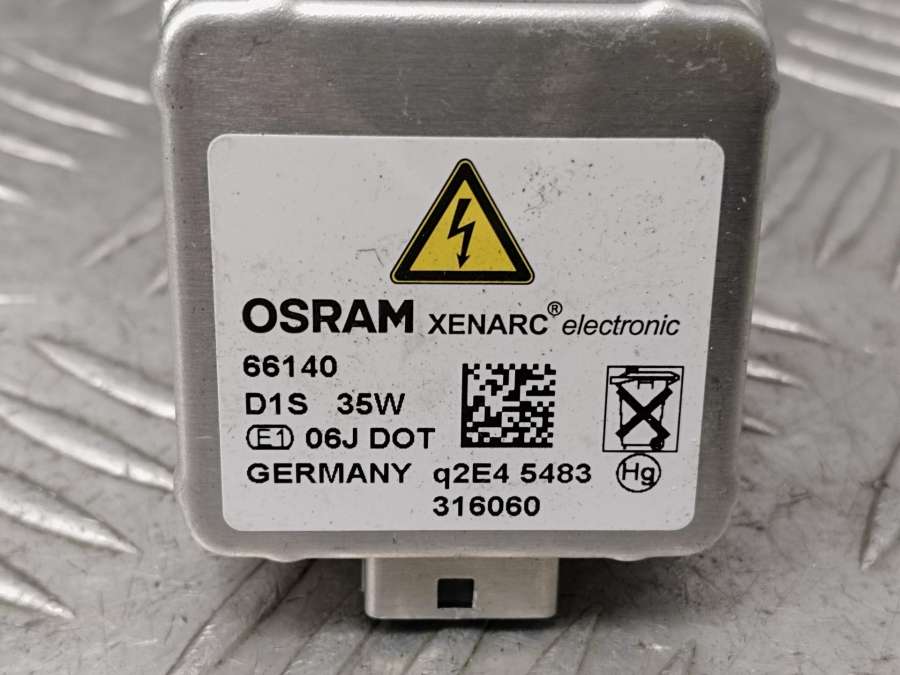 OSRAM XENARC® electronic
66140
D1S 35W
E1 06J DOT
GERMANY q2E4 5483
316060
Hg